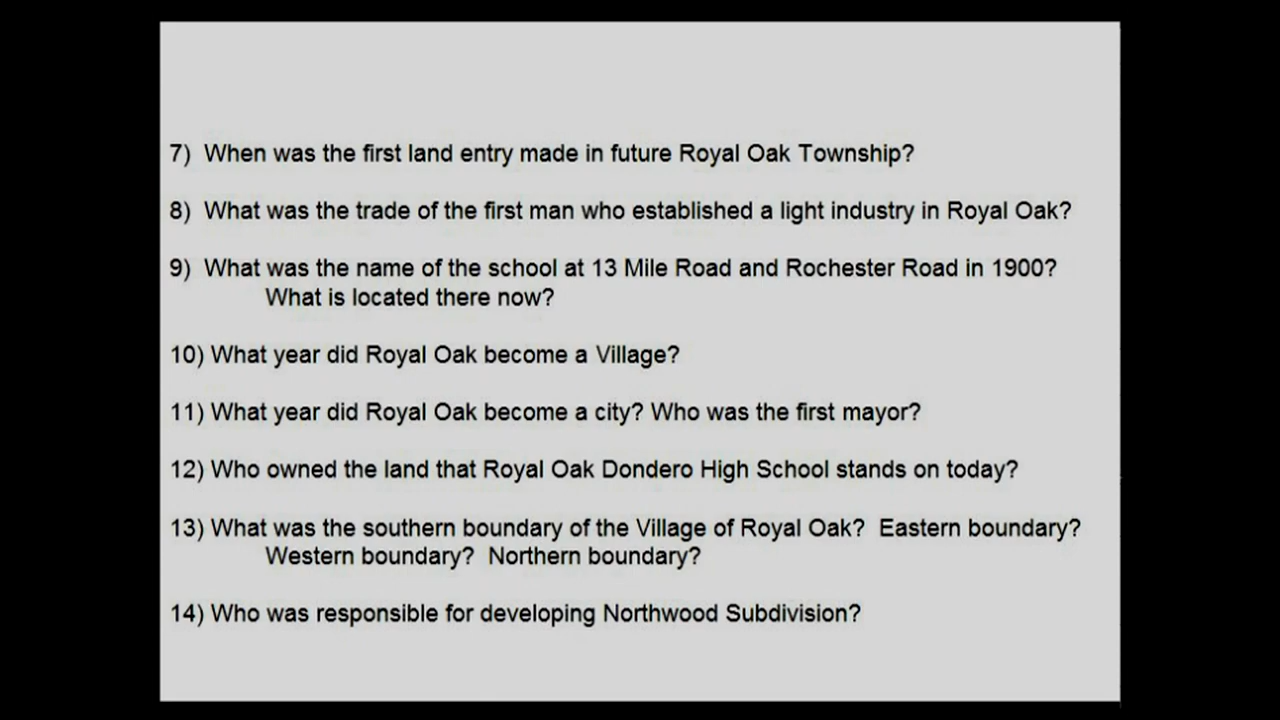 7) When was the first land entry made in future Royal Oak Township?
8) What was the trade of the first man who established a light industry in Royal Oak?
9) What was the name of the school at 13 Mile Road and Rochester Road in 1900?
What is located there now?
10) What year did Royal Oak become a Village?
11) What year did Royal Oak become a city? Who was the first mayor?
12) Who owned the land that Royal Oak Dondero High School stands on today?
13) What was the southern boundary of the Village of Royal Oak? Eastern boundary?
Western boundary? Northern boundary?
14) Who was responsible for developing Northwood Subdivision?